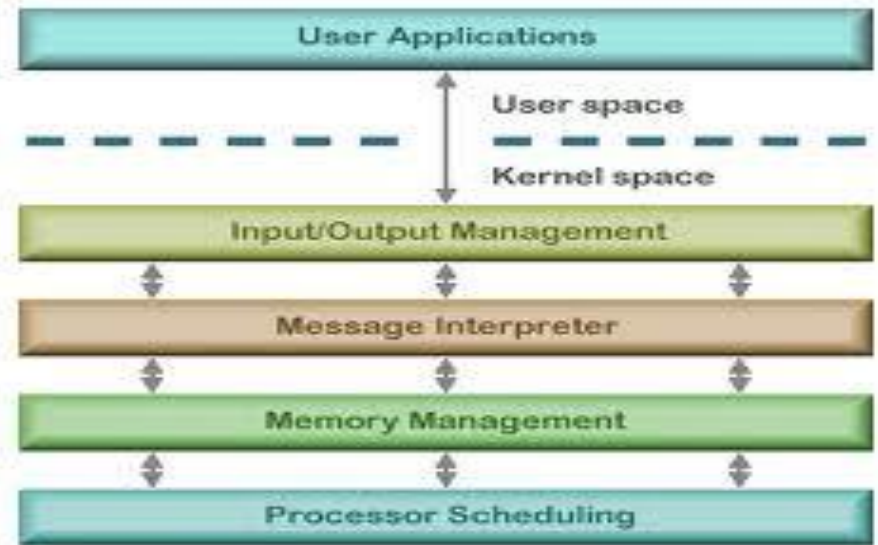 User Applications
User space
Kernel space
Input/Output Management
Message Interpreter
Memory Management
Processor Scheduling